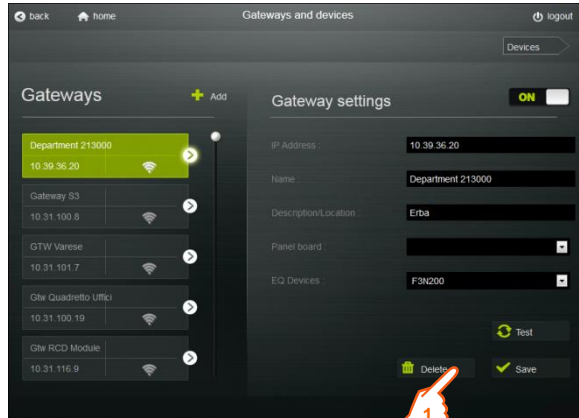 back home Gateways and devices logout
Devices
Gateways Add
Gateway settings ON
Department 213000
10.39.36.20
Gateway S3
10.31.100.8
GTW Varese
10.31.101.7
Gtw Quadretto Uffici
10.31.100.19
Gtw RCD Module
10.31.116.9
IP Address : 10.39.36.20
Name : Department 213000
Description/Location : Erba
Panel board :
EQ Devices : F3N200
Test
Delete Save
1